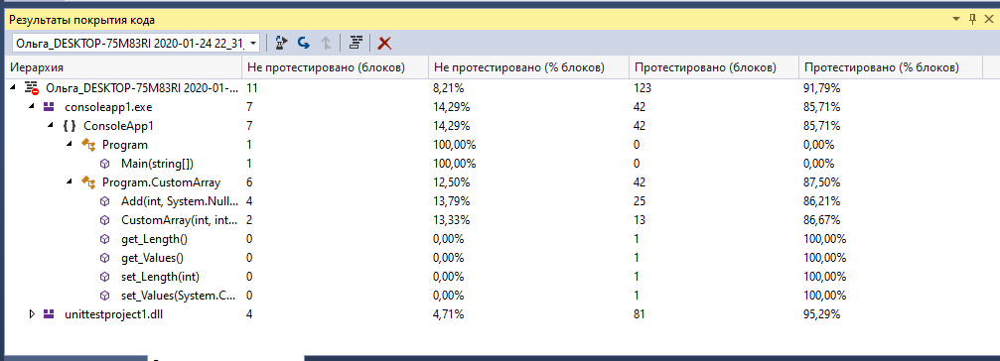 Результаты покрытия кода
Ольга_DESKTOP-75M83RI 2020-01-24 22_31_
Иерархия Не протестировано (блоков) Не протестировано (% блоков) Протестировано (блоков) Протестировано (% блоков)
Ольга_DESKTOP-75M83RI 2020-01-... 11 8,21% 123 91,79%
consoleapp1.exe 7 14,29% 42 85,71%
{ } ConsoleApp1 7 14,29% 42 85,71%
Program 1 100,00% 0 0,00%
Main(string[]) 1 100,00% 0 0,00%
Program.CustomArray 6 12,50% 42 87,50%
Add(int, System.Null... 4 13,79% 25 86,21%
CustomArray(int, int... 2 13,33% 13 86,67%
get_Length() 0 0,00% 1 100,00%
get_Values() 0 0,00% 1 100,00%
set_Length(int) 0 0,00% 1 100,00%
set_Values(System.C... 0 0,00% 1 100,00%
unittestproject1.dll 4 4,71% 81 95,29%